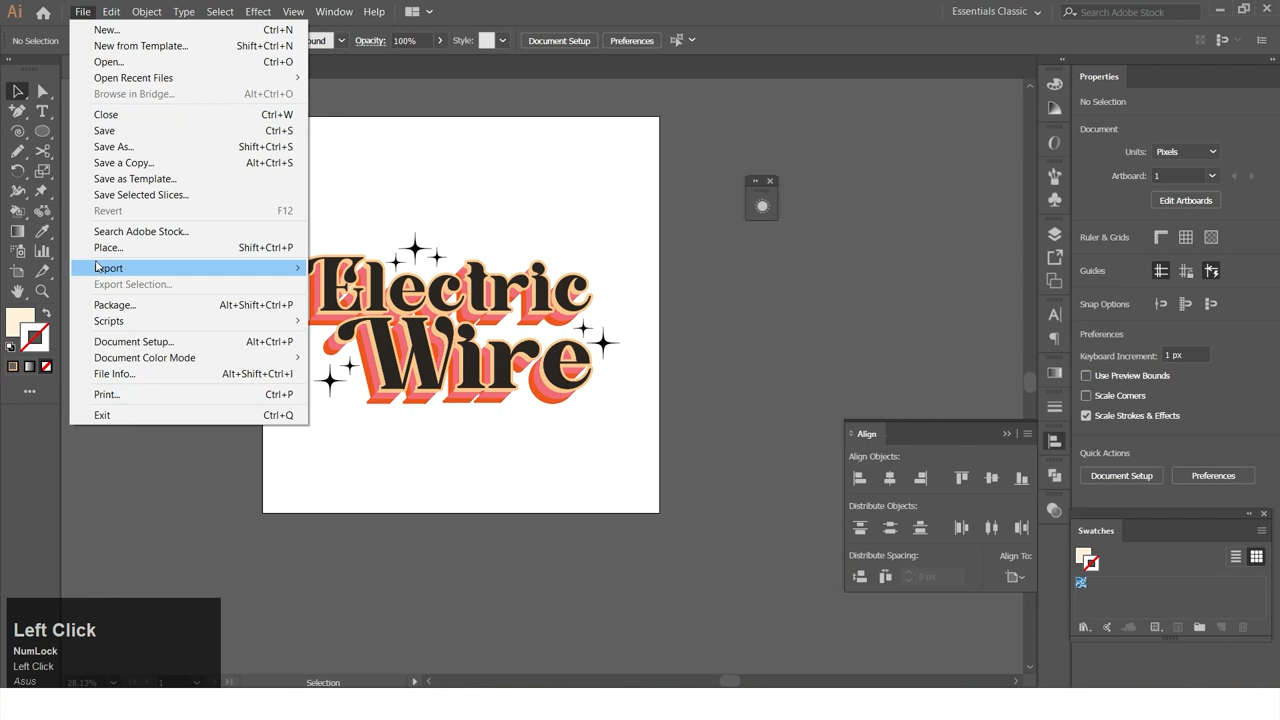 Ai File Edit Object Type Select Effect View Window Help Essentials Classic Search Adobe Stock
No Selection Opacity: 100% Style: Document Setup Preferences
New... Ctrl+N
New from Template... Shift+Ctrl+N
Open... Ctrl+O
Open Recent Files
Browse in Bridge... Alt+Ctrl+O
Close Ctrl+W
Save Ctrl+S
Save As... Shift+Ctrl+S
Save a Copy... Alt+Ctrl+S
Save as Template...
Save Selected Slices...
Revert F12
Search Adobe Stock...
Place... Shift+Ctrl+P
Export
Export Selection...
Package... Alt+Shift+Ctrl+P
Scripts
Document Setup... Alt+Ctrl+P
Document Color Mode
File Info... Alt+Shift+Ctrl+I
Print... Ctrl+P
Exit Ctrl+Q
Electric
Wire
Properties
No Selection
Document
Units: Pixels
Artboard: 1
Edit Artboards
Ruler & Grids
Guides
Snap Options
Preferences
Keyboard Increment: 1 px
Use Preview Bounds
Scale Corners
Scale Strokes & Effects
Quick Actions
Document Setup Preferences
Align
Align Objects:
Distribute Objects:
Distribute Spacing: Align To:
0 px
Swatches
Left Click
NumLock
Left Click
Asus
28.13% 1 Selection